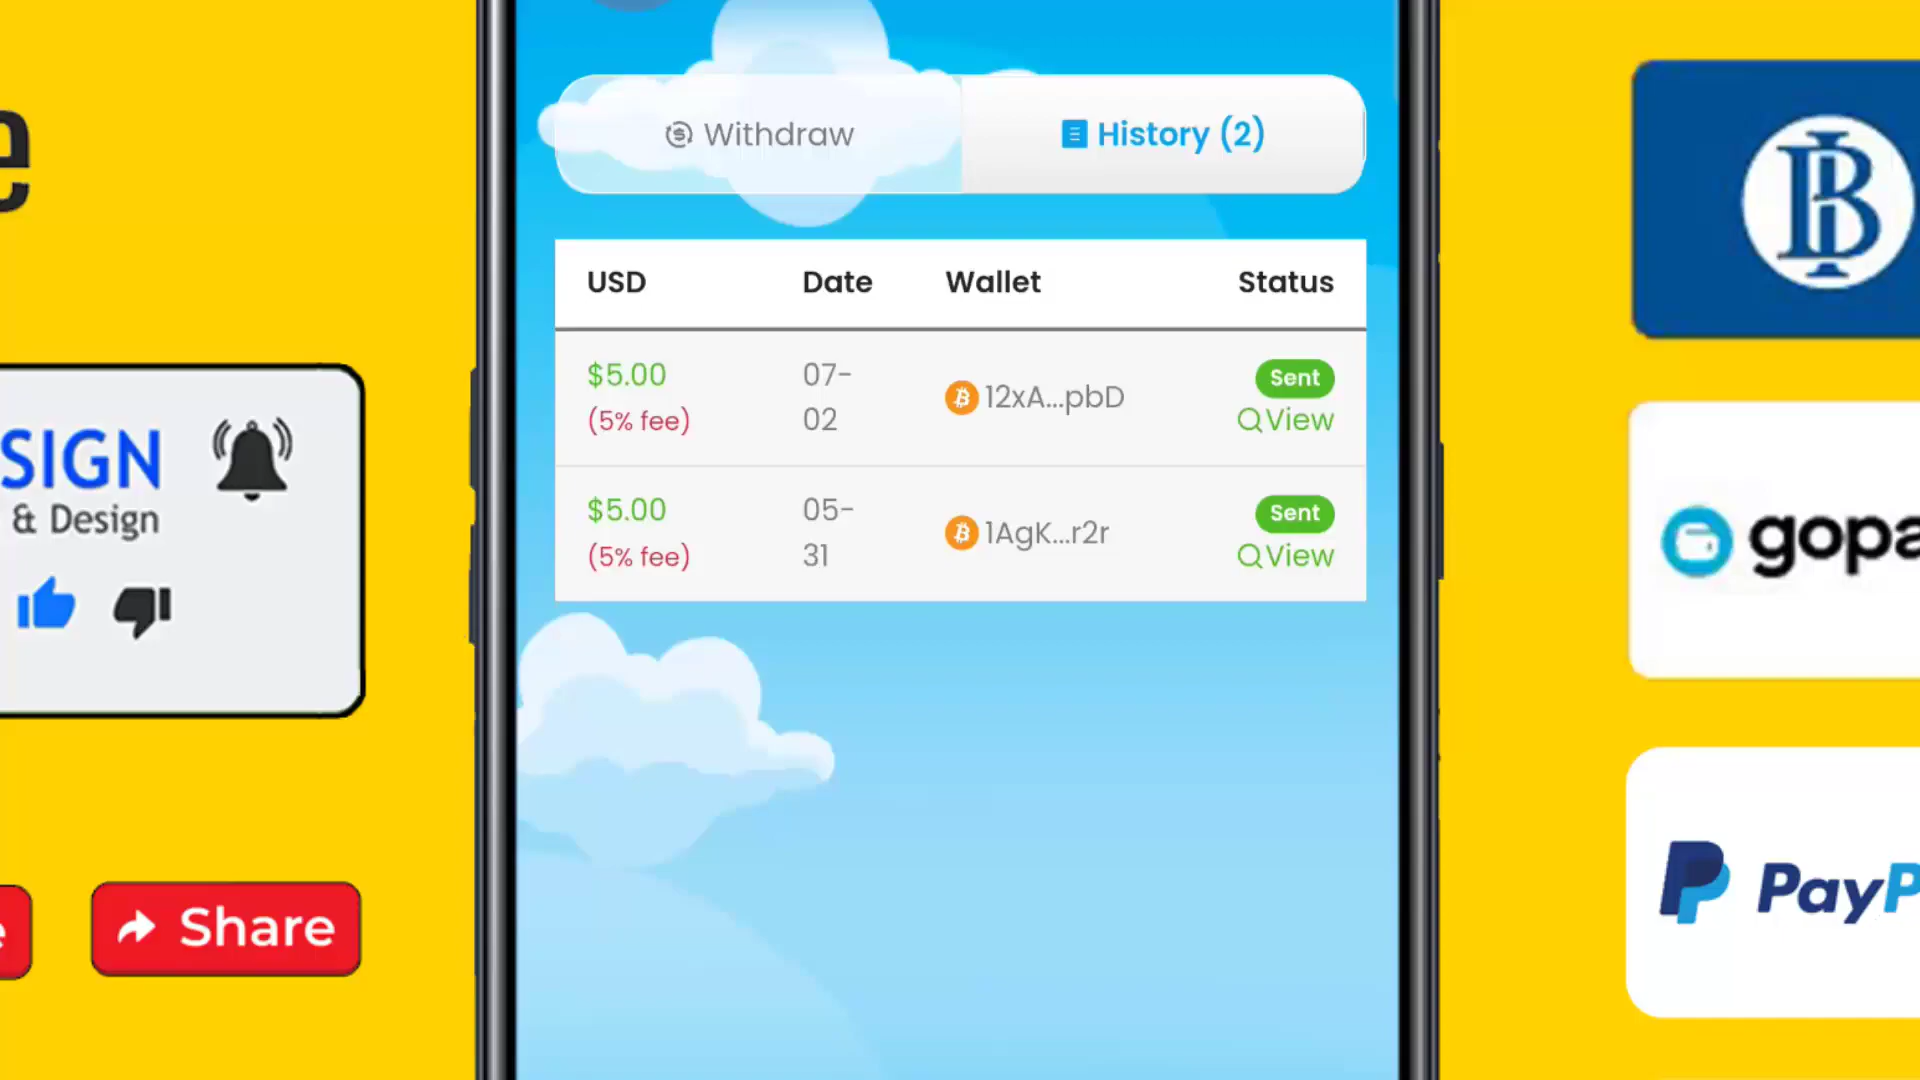 e
SIGN
& Design
Share
Withdraw
History (2)
USD Date Wallet Status
$5.00
(5% fee)
07-
02
12xA...pbD
Sent
View
$5.00
(5% fee)
05-
31
1AgK...r2r
Sent
View
gopa
PayP